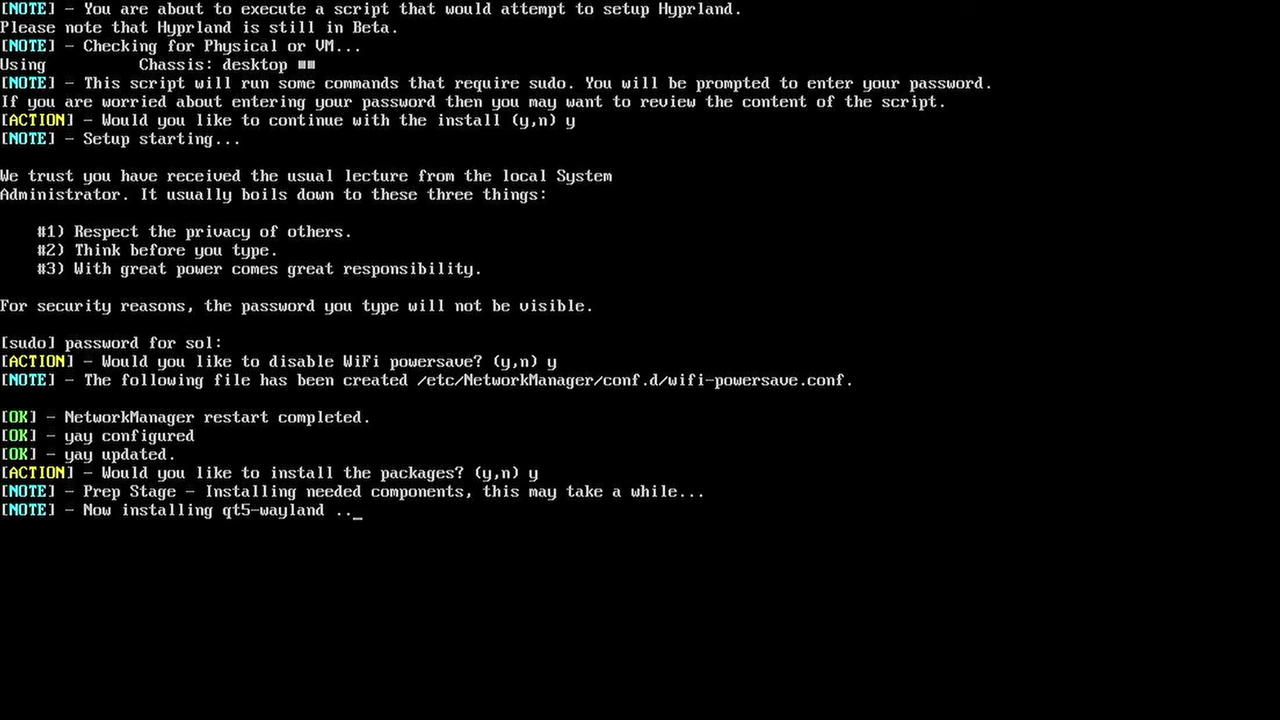 [NOTE] - You are about to execute a script that would attempt to setup Hyprland.
Please note that Hyprland is still in Beta.
[NOTE] - Checking for Physical or VM...
Using          Chassis: desktop
[NOTE] - This script will run some commands that require sudo. You will be prompted to enter your password.
If you are worried about entering your password then you may want to review the content of the script.
[ACTION] - Would you like to continue with the install (y,n) y
[NOTE] - Setup starting...
We trust you have received the usual lecture from the local System
Administrator. It usually boils down to these three things:
#1) Respect the privacy of others.
#2) Think before you type.
#3) With great power comes great responsibility.
For security reasons, the password you type will not be visible.
[sudo] password for sol:
[ACTION] - Would you like to disable WiFi powersave? (y,n) y
[NOTE] - The following file has been created /etc/NetworkManager/conf.d/wifi-powersave.conf.
[OK] - NetworkManager restart completed.
[OK] - yay configured
[OK] - yay updated.
[ACTION] - Would you like to install the packages? (y,n) y
[NOTE] - Prep Stage - Installing needed components, this may take a while...
[NOTE] - Now installing qt5-wayland .._